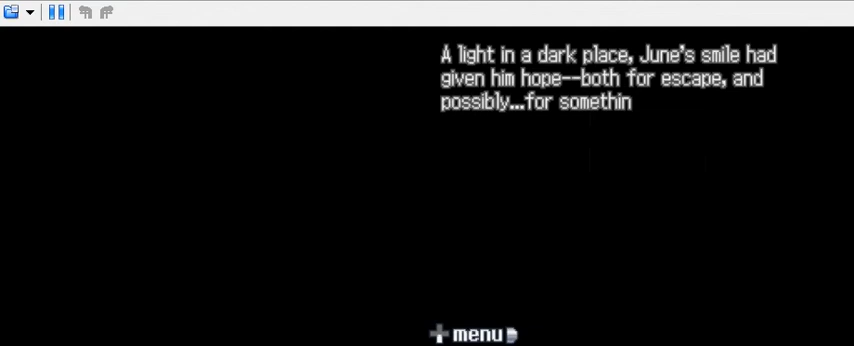 A light in a dark place, June's smile had
given him hope--both for escape, and
possibly...for somethin
menu